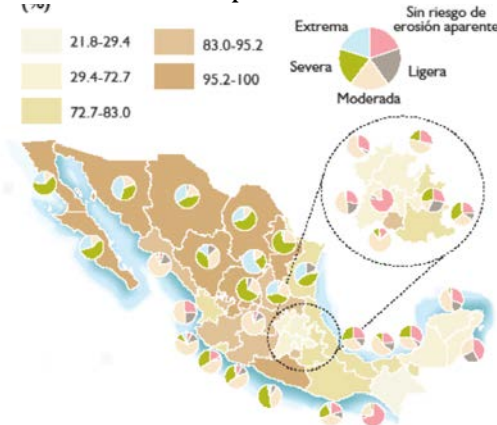 (%)
21.8-29.4
29.4-72.7
72.7-83.0
83.0-95.2
95.2-100
Extrema
Sin riesgo de
erosión aparente
Severa
Ligera
Moderada